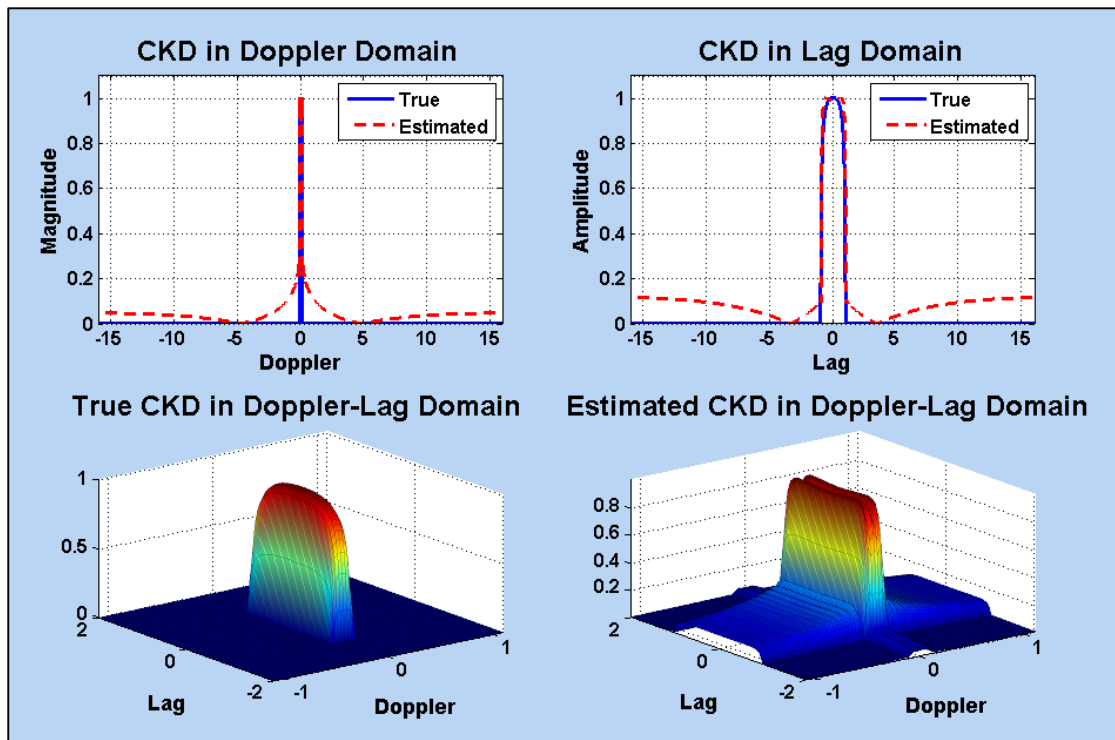 CKD in Doppler Domain
1
0.8
0.6
0.4
0.2
0
Magnitude
True
Estimated
-15 -10 -5 0 5 10 15
Doppler
CKD in Lag Domain
1
0.8
0.6
0.4
0.2
0
Amplitude
True
Estimated
-15 -10 -5 0 5 10 15
Lag
True CKD in Doppler-Lag Domain
1
0.5
0
2
0
-2
Lag
-1
0
1
Doppler
Estimated CKD in Doppler-Lag Domain
0.8
0.6
0.4
0.2
2
0
-2
Lag
-1
0
1
Doppler